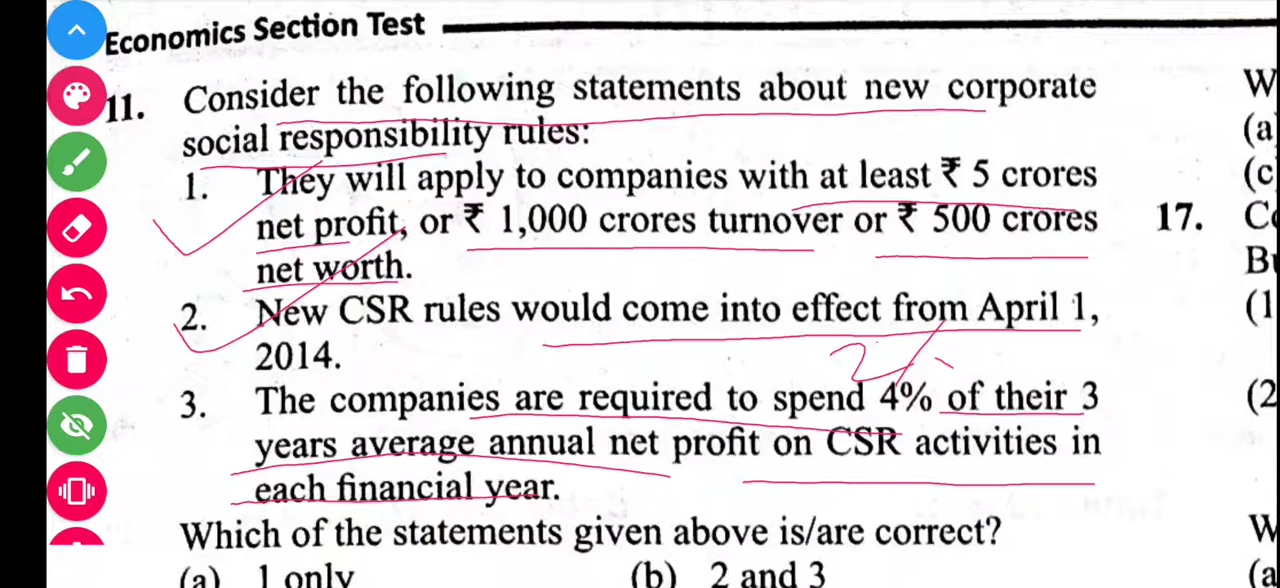 Economics Section Test
11. Consider the following statements about new corporate
social responsibility rules:
1. They will apply to companies with at least ₹ 5 crores
net profit, or ₹ 1,000 crores turnover or ₹ 500 crores
net worth.
2. New CSR rules would come into effect from April 1,
2014.
2%
3. The companies are required to spend 4% of their 3
years average annual net profit on CSR activities in
each financial year.
Which of the statements given above is/are correct?
(a) 1 only (b) 2 and 3
W
(a
(c
17. C
B
(1
(2
W
(a